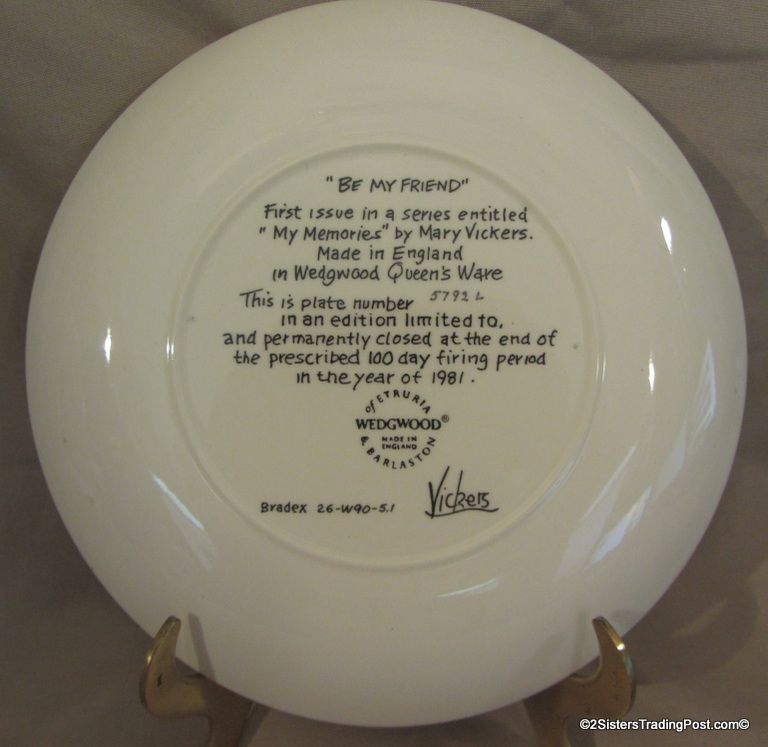 "BE MY FRIEND"
First issue in a series entitled
"My Memories" by Mary Vickers.
Made in England
in Wedgwood Queen's Ware
This is plate number 5792 L
in an edition limited to,
and permanently closed at the end of
the prescribed 100 day firing period
in the year of 1981.
of ETRURIA
WEDGWOOD®
MADE IN
ENGLAND
& BARLASTON
Bradex 26-W90-5.1
Vickers
©2SistersTradingPost.com©